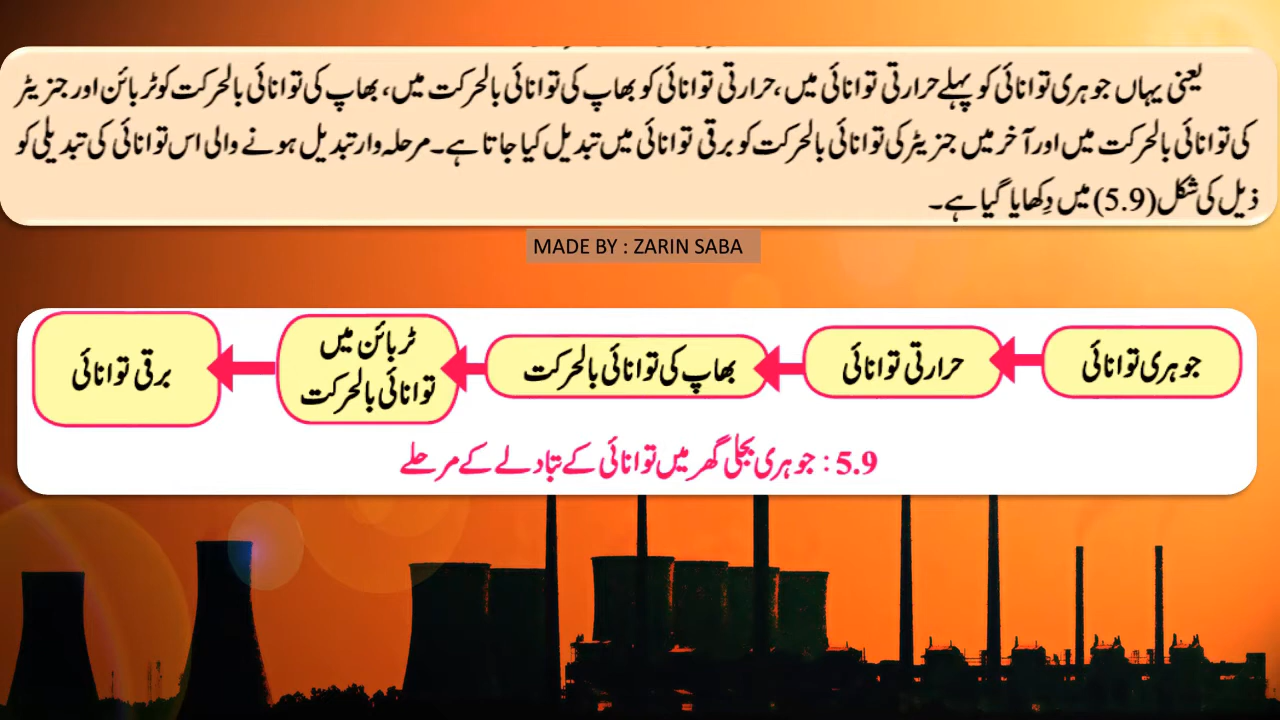 یعنی یہاں جوہری توانائی کو پہلے حرارتی توانائی میں، حرارتی توانائی کو بھاپ کی توانائی بالحرکت میں، بھاپ کی توانائی بالحرکت کو ٹربائن اور جنریٹر
کی توانائی بالحرکت میں اور آخر میں جنریٹر کی توانائی بالحرکت کو برقی توانائی میں تبدیل کیا جاتا ہے۔ مرحلہ وار تبدیل ہونے والی اس توانائی کی تبدیلی کو
ذیل کی شکل (5.9) میں دِکھایا گیا ہے۔
MADE BY : ZARIN SABA
جوہری توانائی
حرارتی توانائی
بھاپ کی توانائی بالحرکت
ٹربائن میں
توانائی بالحرکت
برقی توانائی
5.9 : جوہری بجلی گھر میں توانائی کے تبادلے کے مرحلے